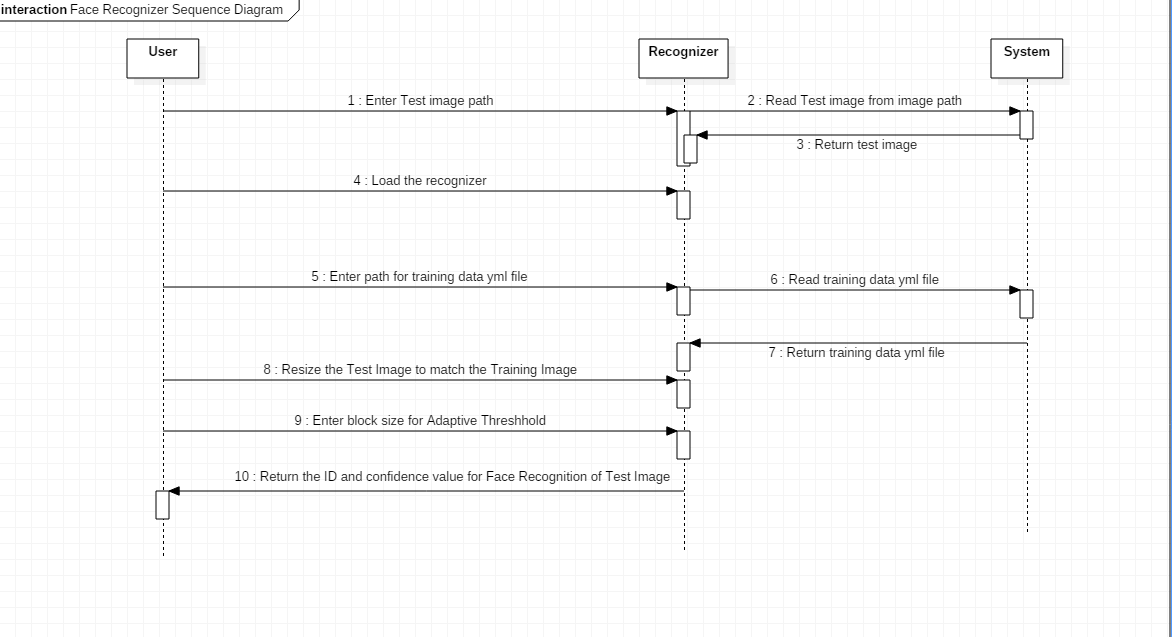 interaction Face Recognizer Sequence Diagram
User
Recognizer
System
1 : Enter Test image path
2 : Read Test image from image path
3 : Return test image
4 : Load the recognizer
5 : Enter path for training data yml file
6 : Read training data yml file
7 : Return training data yml file
8 : Resize the Test Image to match the Training Image
9 : Enter block size for Adaptive Threshhold
10 : Return the ID and confidence value for Face Recognition of Test Image